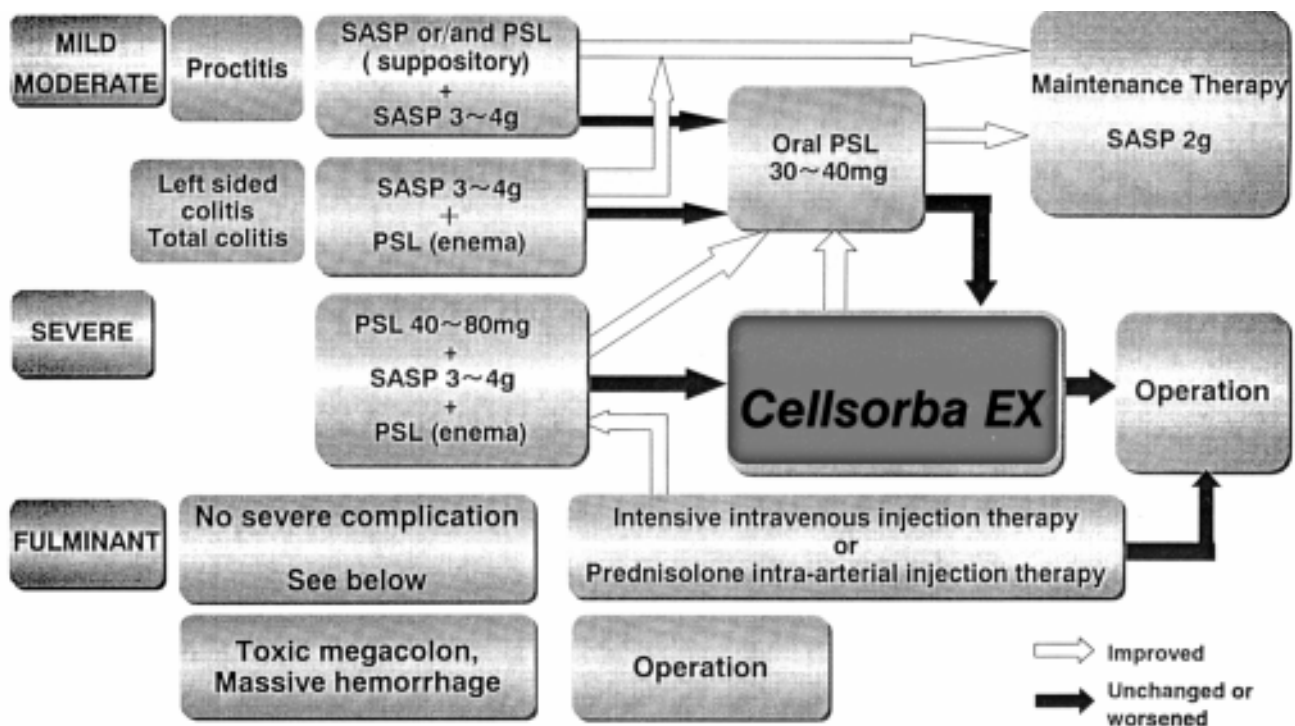 MILD
MODERATE
Proctitis
SASP or/and PSL
( suppository)
+
SASP 3～4g
Maintenance Therapy
SASP 2g
Oral PSL
30～40mg
Left sided
colitis
Total colitis
SASP 3～4g
+
PSL (enema)
SEVERE
PSL 40～80mg
+
SASP 3～4g
+
PSL (enema)
Cellsorba EX
Operation
FULMINANT
No severe complication
See below
Intensive intravenous injection therapy
or
Prednisolone intra-arterial injection therapy
Toxic megacolon,
Massive hemorrhage
Operation
Improved
Unchanged or
worsened